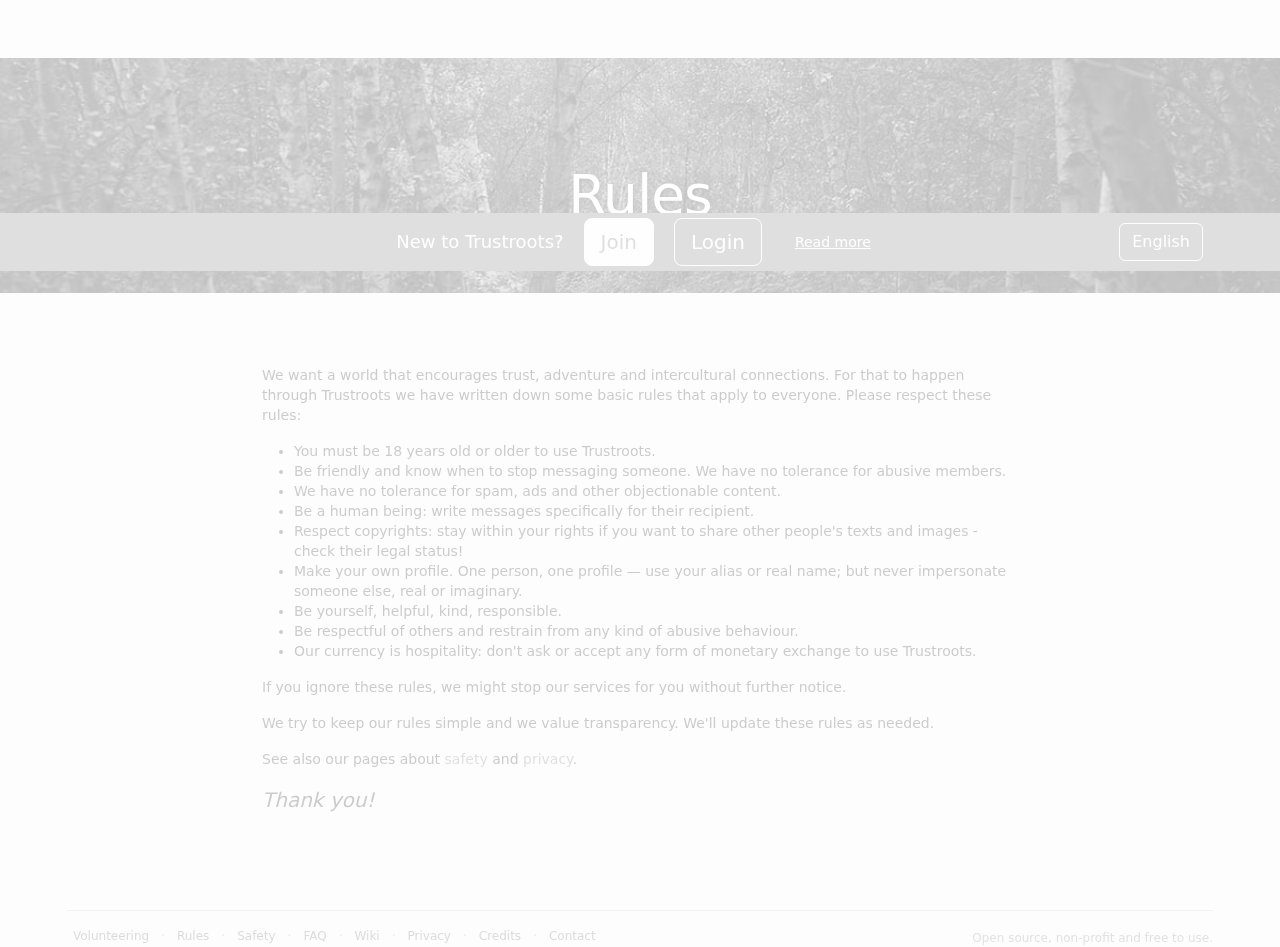 Rules
New to Trustroots? Join Login Read more English
We want a world that encourages trust, adventure and intercultural connections. For that to happen
through Trustroots we have written down some basic rules that apply to everyone. Please respect these
rules:
• You must be 18 years old or older to use Trustroots.
• Be friendly and know when to stop messaging someone. We have no tolerance for abusive members.
• We have no tolerance for spam, ads and other objectionable content.
• Be a human being: write messages specifically for their recipient.
• Respect copyrights: stay within your rights if you want to share other people's texts and images -
check their legal status!
• Make your own profile. One person, one profile — use your alias or real name; but never impersonate
someone else, real or imaginary.
• Be yourself, helpful, kind, responsible.
• Be respectful of others and restrain from any kind of abusive behaviour.
• Our currency is hospitality: don't ask or accept any form of monetary exchange to use Trustroots.
If you ignore these rules, we might stop our services for you without further notice.
We try to keep our rules simple and we value transparency. We'll update these rules as needed.
See also our pages about safety and privacy.
Thank you!
Volunteering · Rules · Safety · FAQ · Wiki · Privacy · Credits · Contact
Open source, non-profit and free to use.